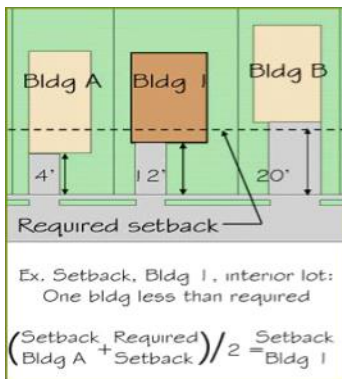 Bldg A Bldg 1 Bldg B
4' 12' 20'
Required setback
Ex. Setback, Bldg 1, interior lot:
One bldg less than required
(Setback Bldg A + Required Setback)/2 = Setback Bldg 1